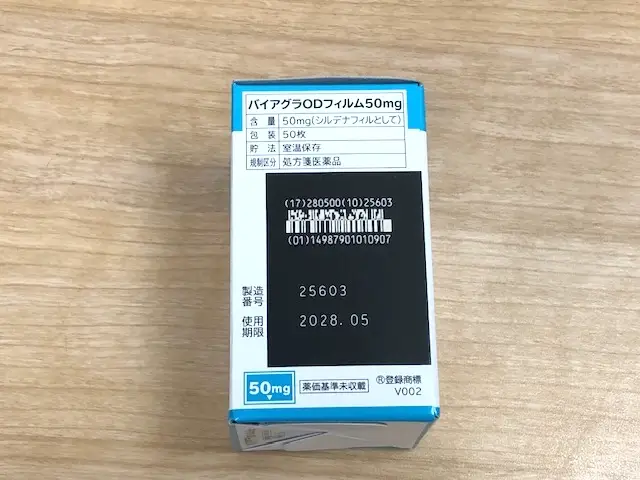 バイアグラODフィルム50mg
含 量 50mg(シルデナフィルとして)
包 装 50枚
貯 法 室温保存
規制区分 処方箋医薬品
(17)280500(10)25603
(01)14987901010907
製造番号 25603
使用期限 2028.05
50mg
薬価基準未収載
Ⓡ登録商標
V002